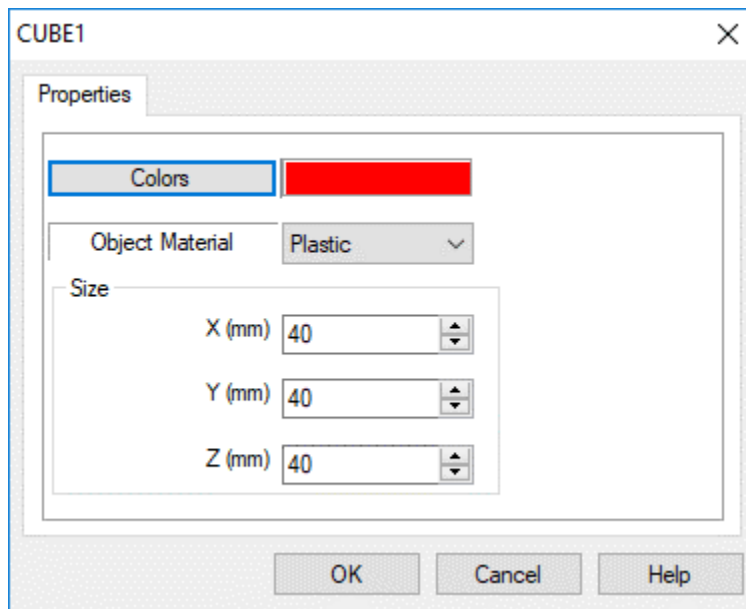 CUBE1
Properties
Colors
Object Material Plastic
Size
X (mm) 40
Y (mm) 40
Z (mm) 40
OK Cancel Help